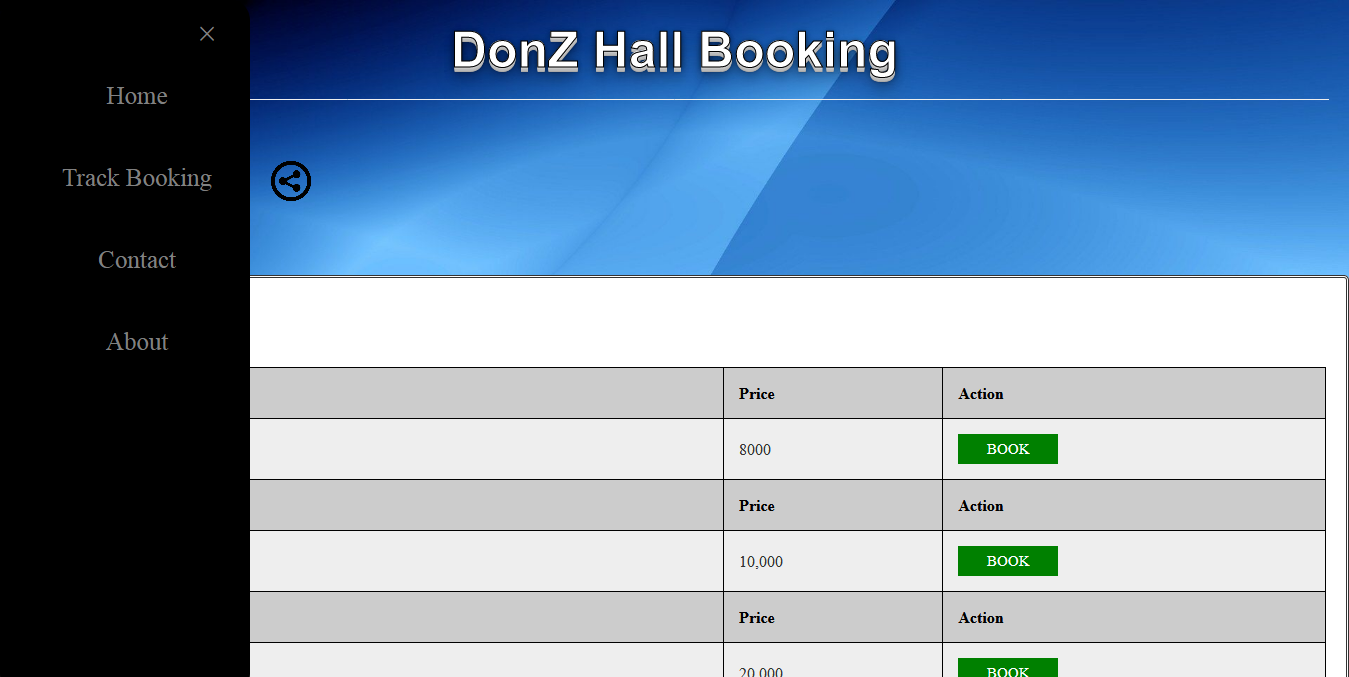 ×
DonZ Hall Booking
Home
Track Booking
Contact
About
Price Action
8000 BOOK
Price Action
10,000 BOOK
Price Action
20,000 BOOK